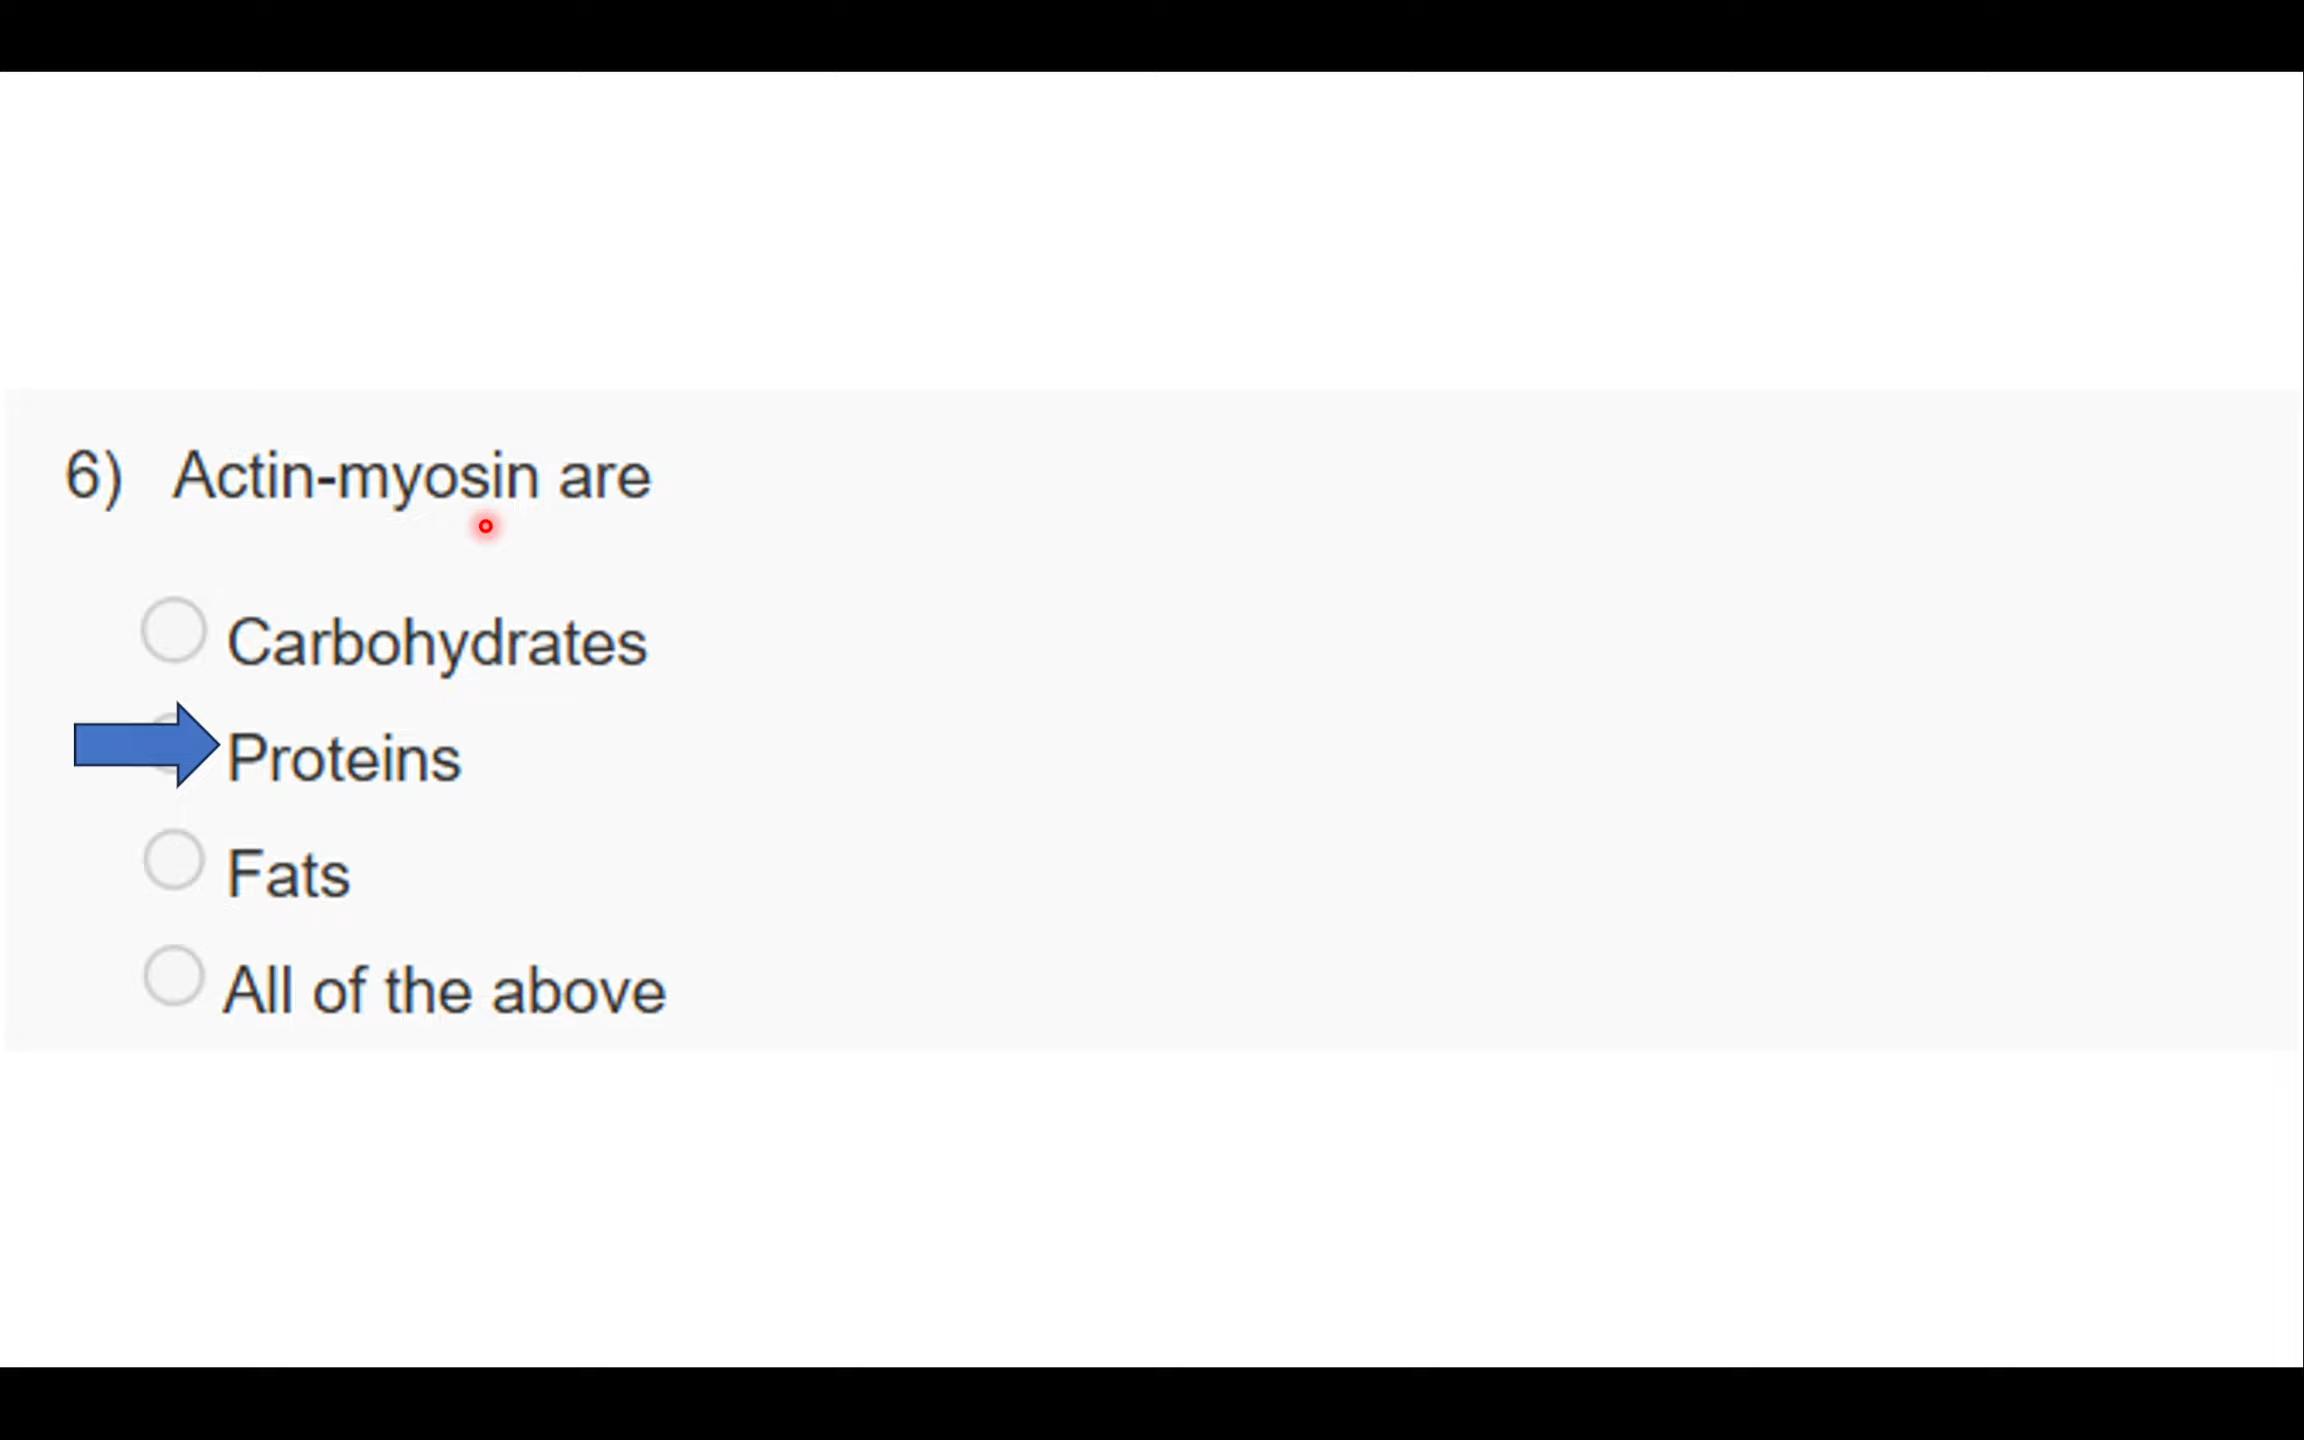 6) Actin-myosin are
Carbohydrates
Proteins
Fats
All of the above